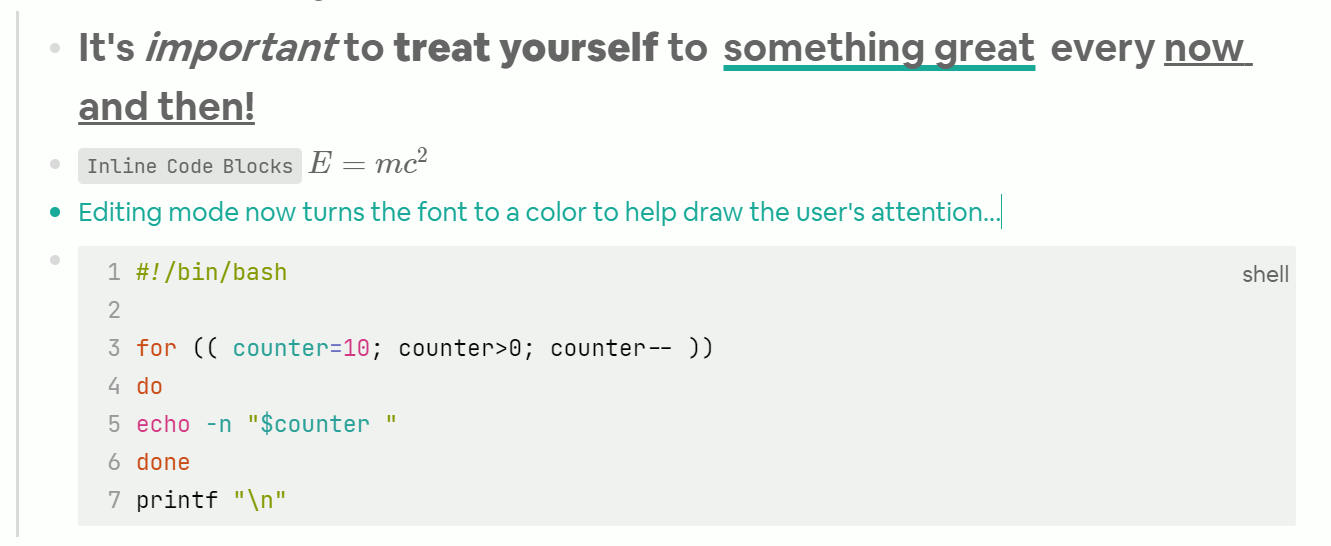 It's important to treat yourself to something great every now
and then!
Inline Code Blocks E = mc²
Editing mode now turns the font to a color to help draw the user's attention...
shell
1 #!/bin/bash
2
3 for (( counter=10; counter>0; counter-- ))
4 do
5 echo -n "$counter "
6 done
7 printf "\n"